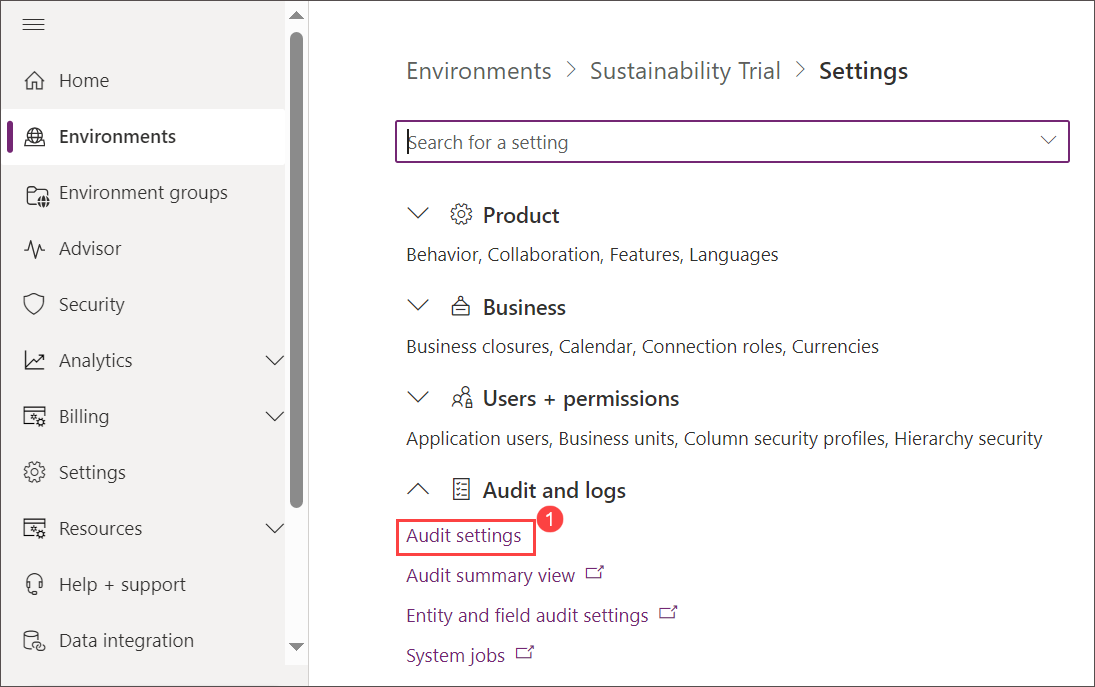 Home
Environments
Environment groups
Advisor
Security
Analytics
Billing
Settings
Resources
Help + support
Data integration
Environments > Sustainability Trial > Settings
Search for a setting
Product
Behavior, Collaboration, Features, Languages
Business
Business closures, Calendar, Connection roles, Currencies
Users + permissions
Application users, Business units, Column security profiles, Hierarchy security
Audit and logs
Audit settings 1
Audit summary view
Entity and field audit settings
System jobs